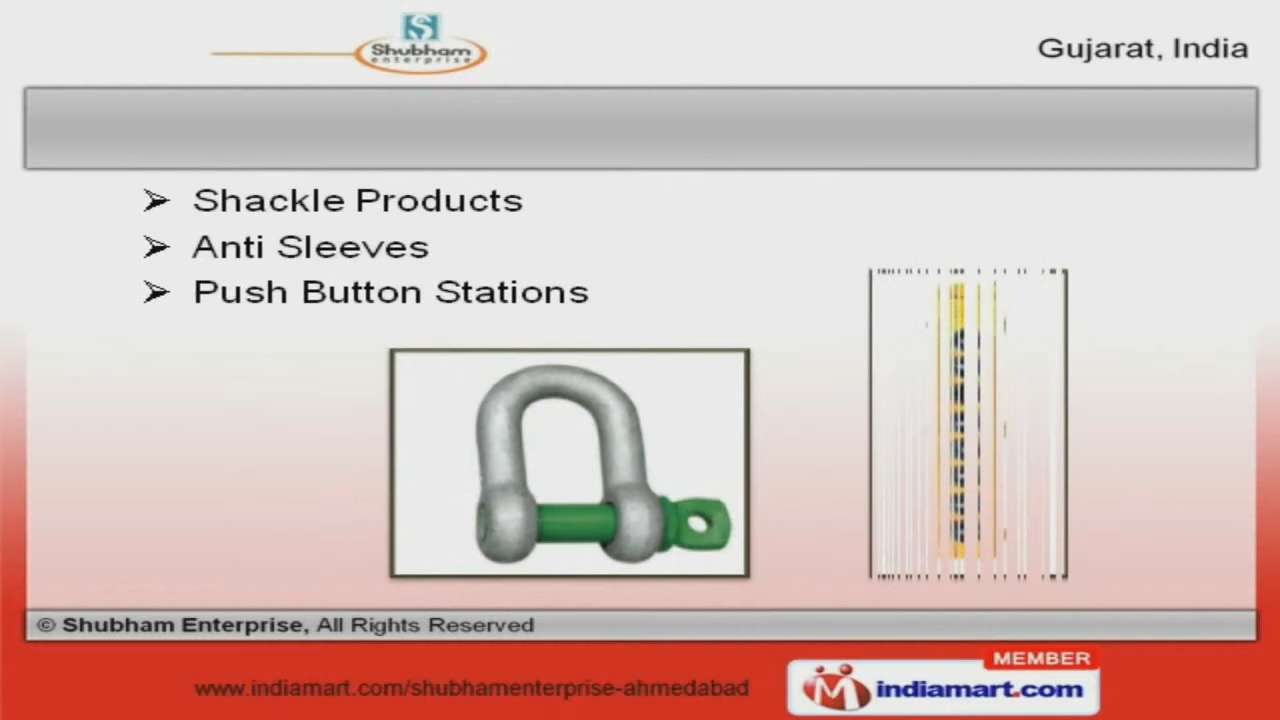 S
Shubham
enterprise
Gujarat, India
➢ Shackle Products
➢ Anti Sleeves
➢ Push Button Stations
© Shubham Enterprise, All Rights Reserved
www.indiamart.com/shubhamenterprise-ahmedabad
MEMBER
indiamart.com